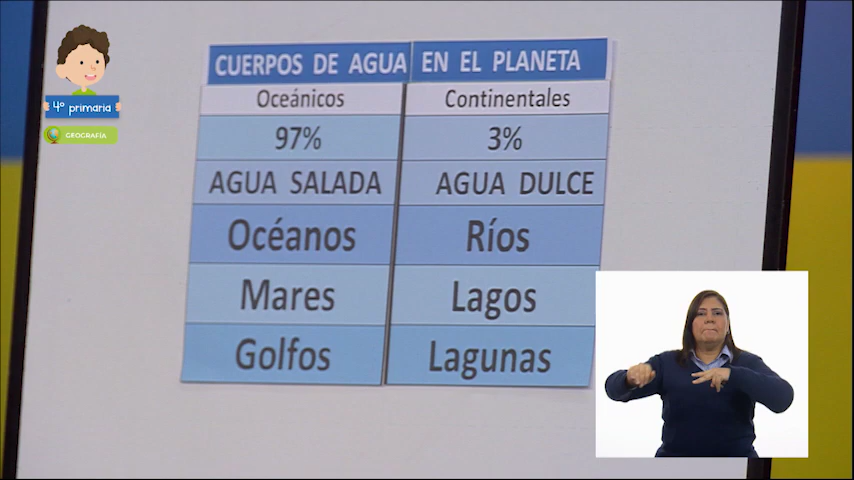 4º primaria
GEOGRAFÍA
CUERPOS DE AGUA EN EL PLANETA
Oceánicos Continentales
97% 3%
AGUA SALADA AGUA DULCE
Océanos Ríos
Mares Lagos
Golfos Lagunas